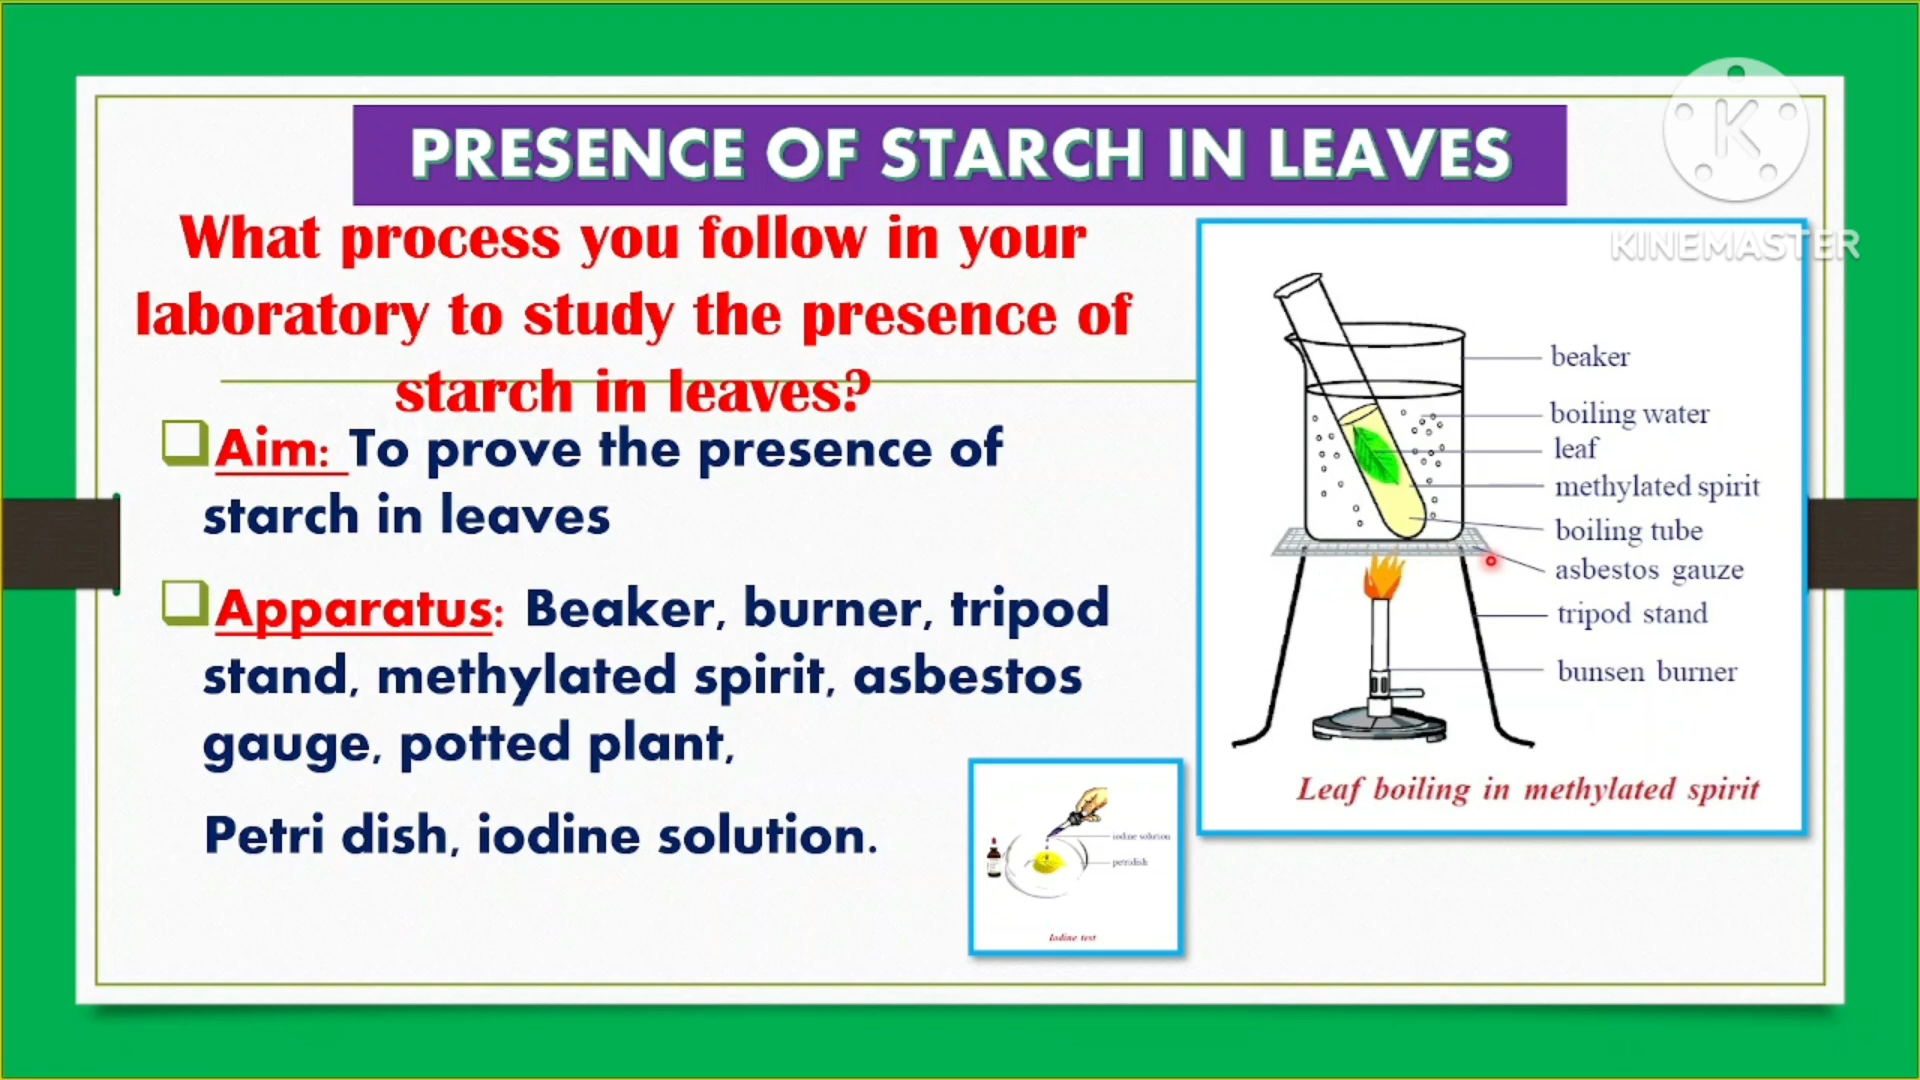 PRESENCE OF STARCH IN LEAVES
What process you follow in your
laboratory to study the presence of
starch in leaves?
Aim: To prove the presence of
starch in leaves
Apparatus: Beaker, burner, tripod
stand, methylated spirit, asbestos
gauge, potted plant,
Petri dish, iodine solution.
iodine solution
petridish
Iodine test
K
KINEMASTER
beaker
boiling water
leaf
methylated spirit
boiling tube
asbestos gauze
tripod stand
bunsen burner
Leaf boiling in methylated spirit